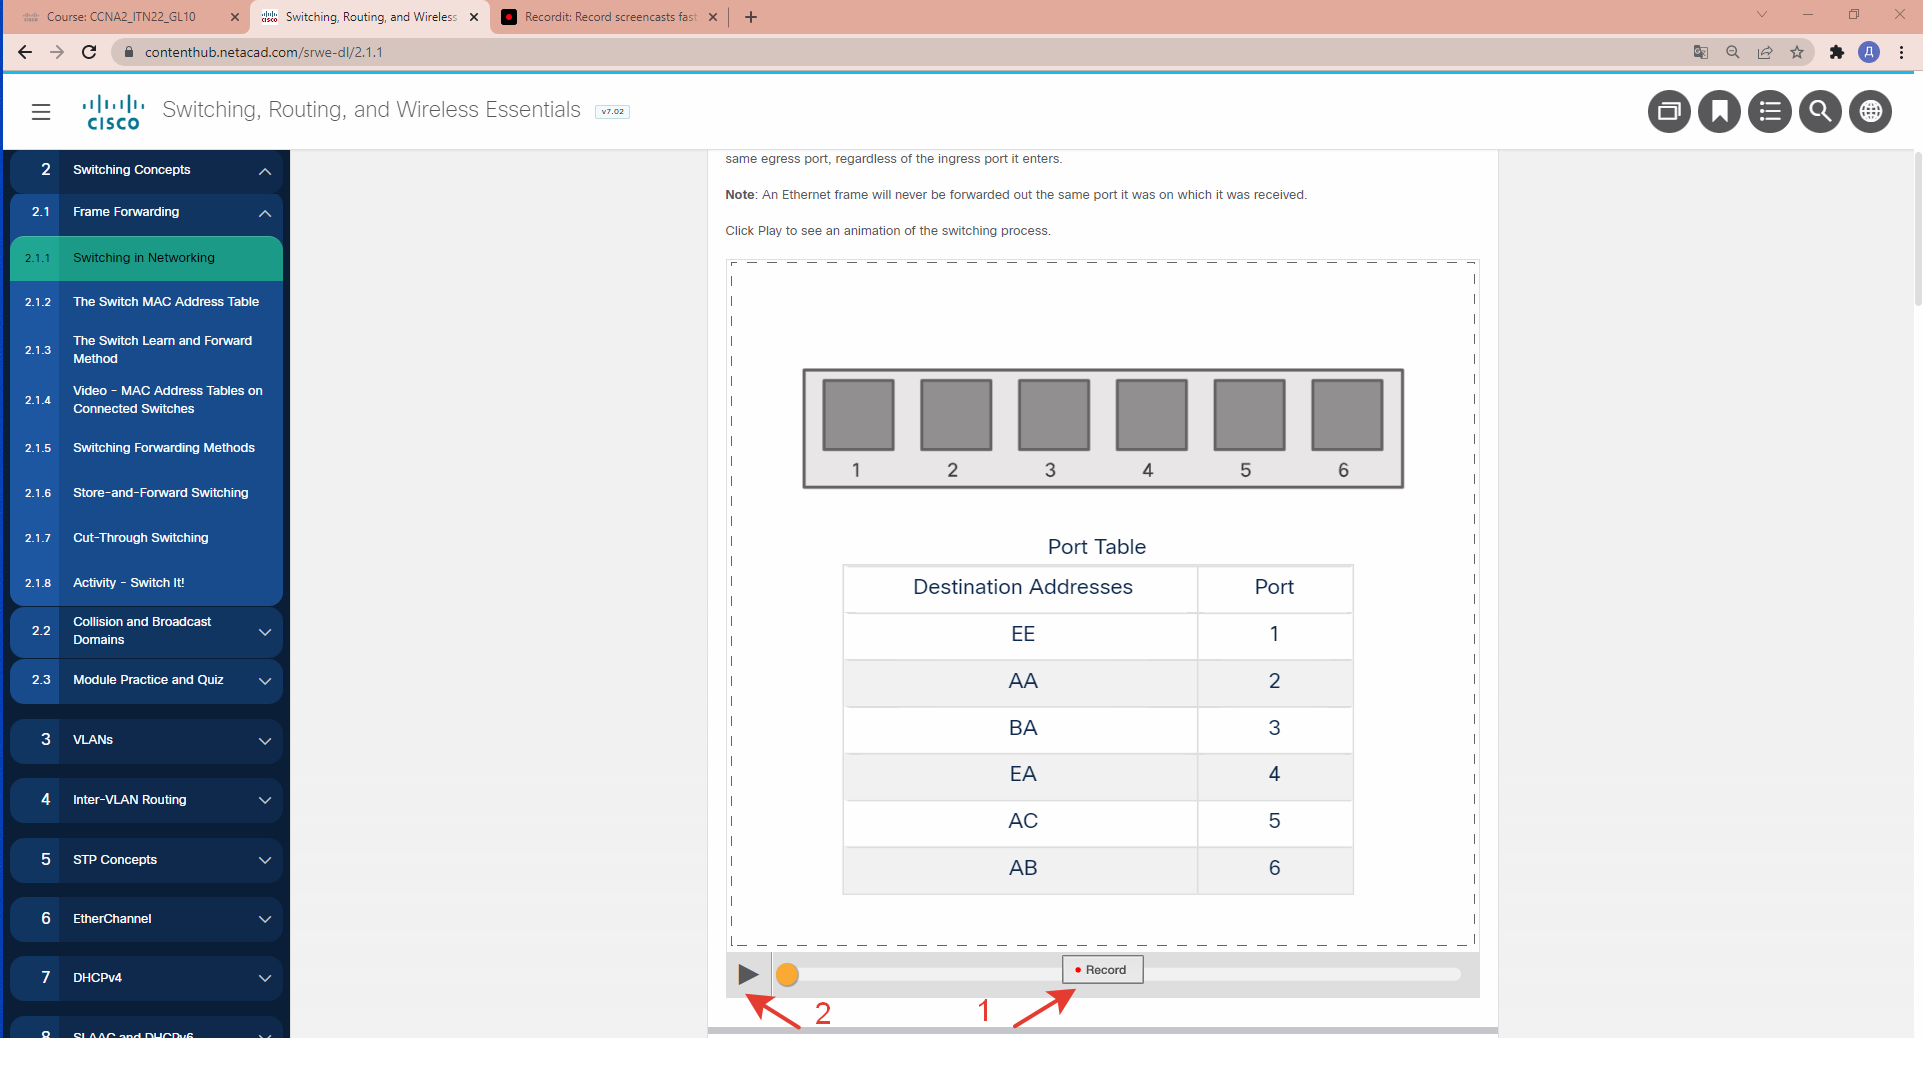 Course: CCNA2_ITN22_GL10
Switching, Routing, and Wireless
Recordit: Record screencasts fast
contenthub.netacad.com/srwe-dl/2.1.1
Д
CISCO
Switching, Routing, and Wireless Essentials
v7.02
2 Switching Concepts
2.1 Frame Forwarding
2.1.1 Switching in Networking
2.1.2 The Switch MAC Address Table
2.1.3 The Switch Learn and Forward
Method
2.1.4 Video - MAC Address Tables on
Connected Switches
2.1.5 Switching Forwarding Methods
2.1.6 Store-and-Forward Switching
2.1.7 Cut-Through Switching
2.1.8 Activity - Switch It!
2.2 Collision and Broadcast
Domains
2.3 Module Practice and Quiz
3 VLANs
4 Inter-VLAN Routing
5 STP Concepts
6 EtherChannel
7 DHCPv4
8 SLAAC and DHCPv6
same egress port, regardless of the ingress port it enters.
Note: An Ethernet frame will never be forwarded out the same port it was on which it was received.
Click Play to see an animation of the switching process.
1 2 3 4 5 6
Port Table
Destination Addresses Port
EE 1
AA 2
BA 3
EA 4
AC 5
AB 6
Record
2 1